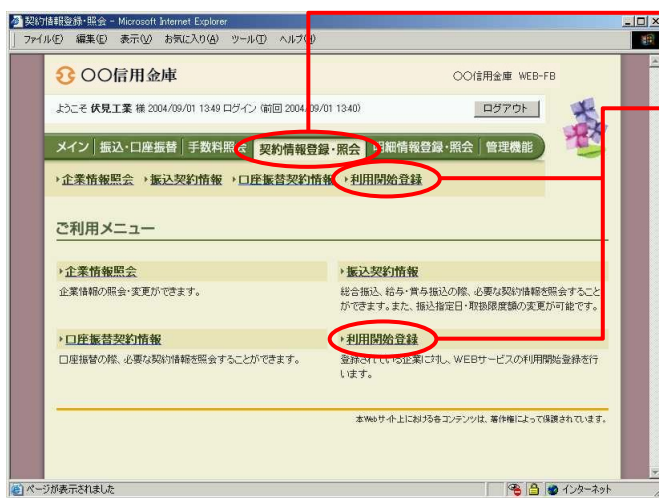 契約情報登録・照会 - Microsoft Internet Explorer
ファイル(F) 編集(E) 表示(V) お気に入り(A) ツール(T) ヘルプ(H)
〇〇信用金庫
〇〇信用金庫 WEB-FB
ようこそ 伏見工業 様 2004/09/01 1349 ログイン (前回 2004/09/01 1340)
ログアウト
メイン 振込・口座振替 手数料照会 契約情報登録・照会 明細情報登録・照会 管理機能
企業情報照会 振込契約情報 口座振替契約情報 利用開始登録
ご利用メニュー
企業情報照会
企業情報の照会・変更ができます。
振込契約情報
総合振込、給与・賞与振込の際、必要な契約情報を照会すること
ができます。また、振込指定日・取扱限度額の変更が可能です。
口座振替契約情報
口座振替の際、必要な契約情報を照会することができます。
利用開始登録
登録されている企業に対し、WEBサービスの利用開始登録を行
います。
本Webサイト上における各コンテンツは、著作権によって保護されています。
ページが表示されました
インターネット